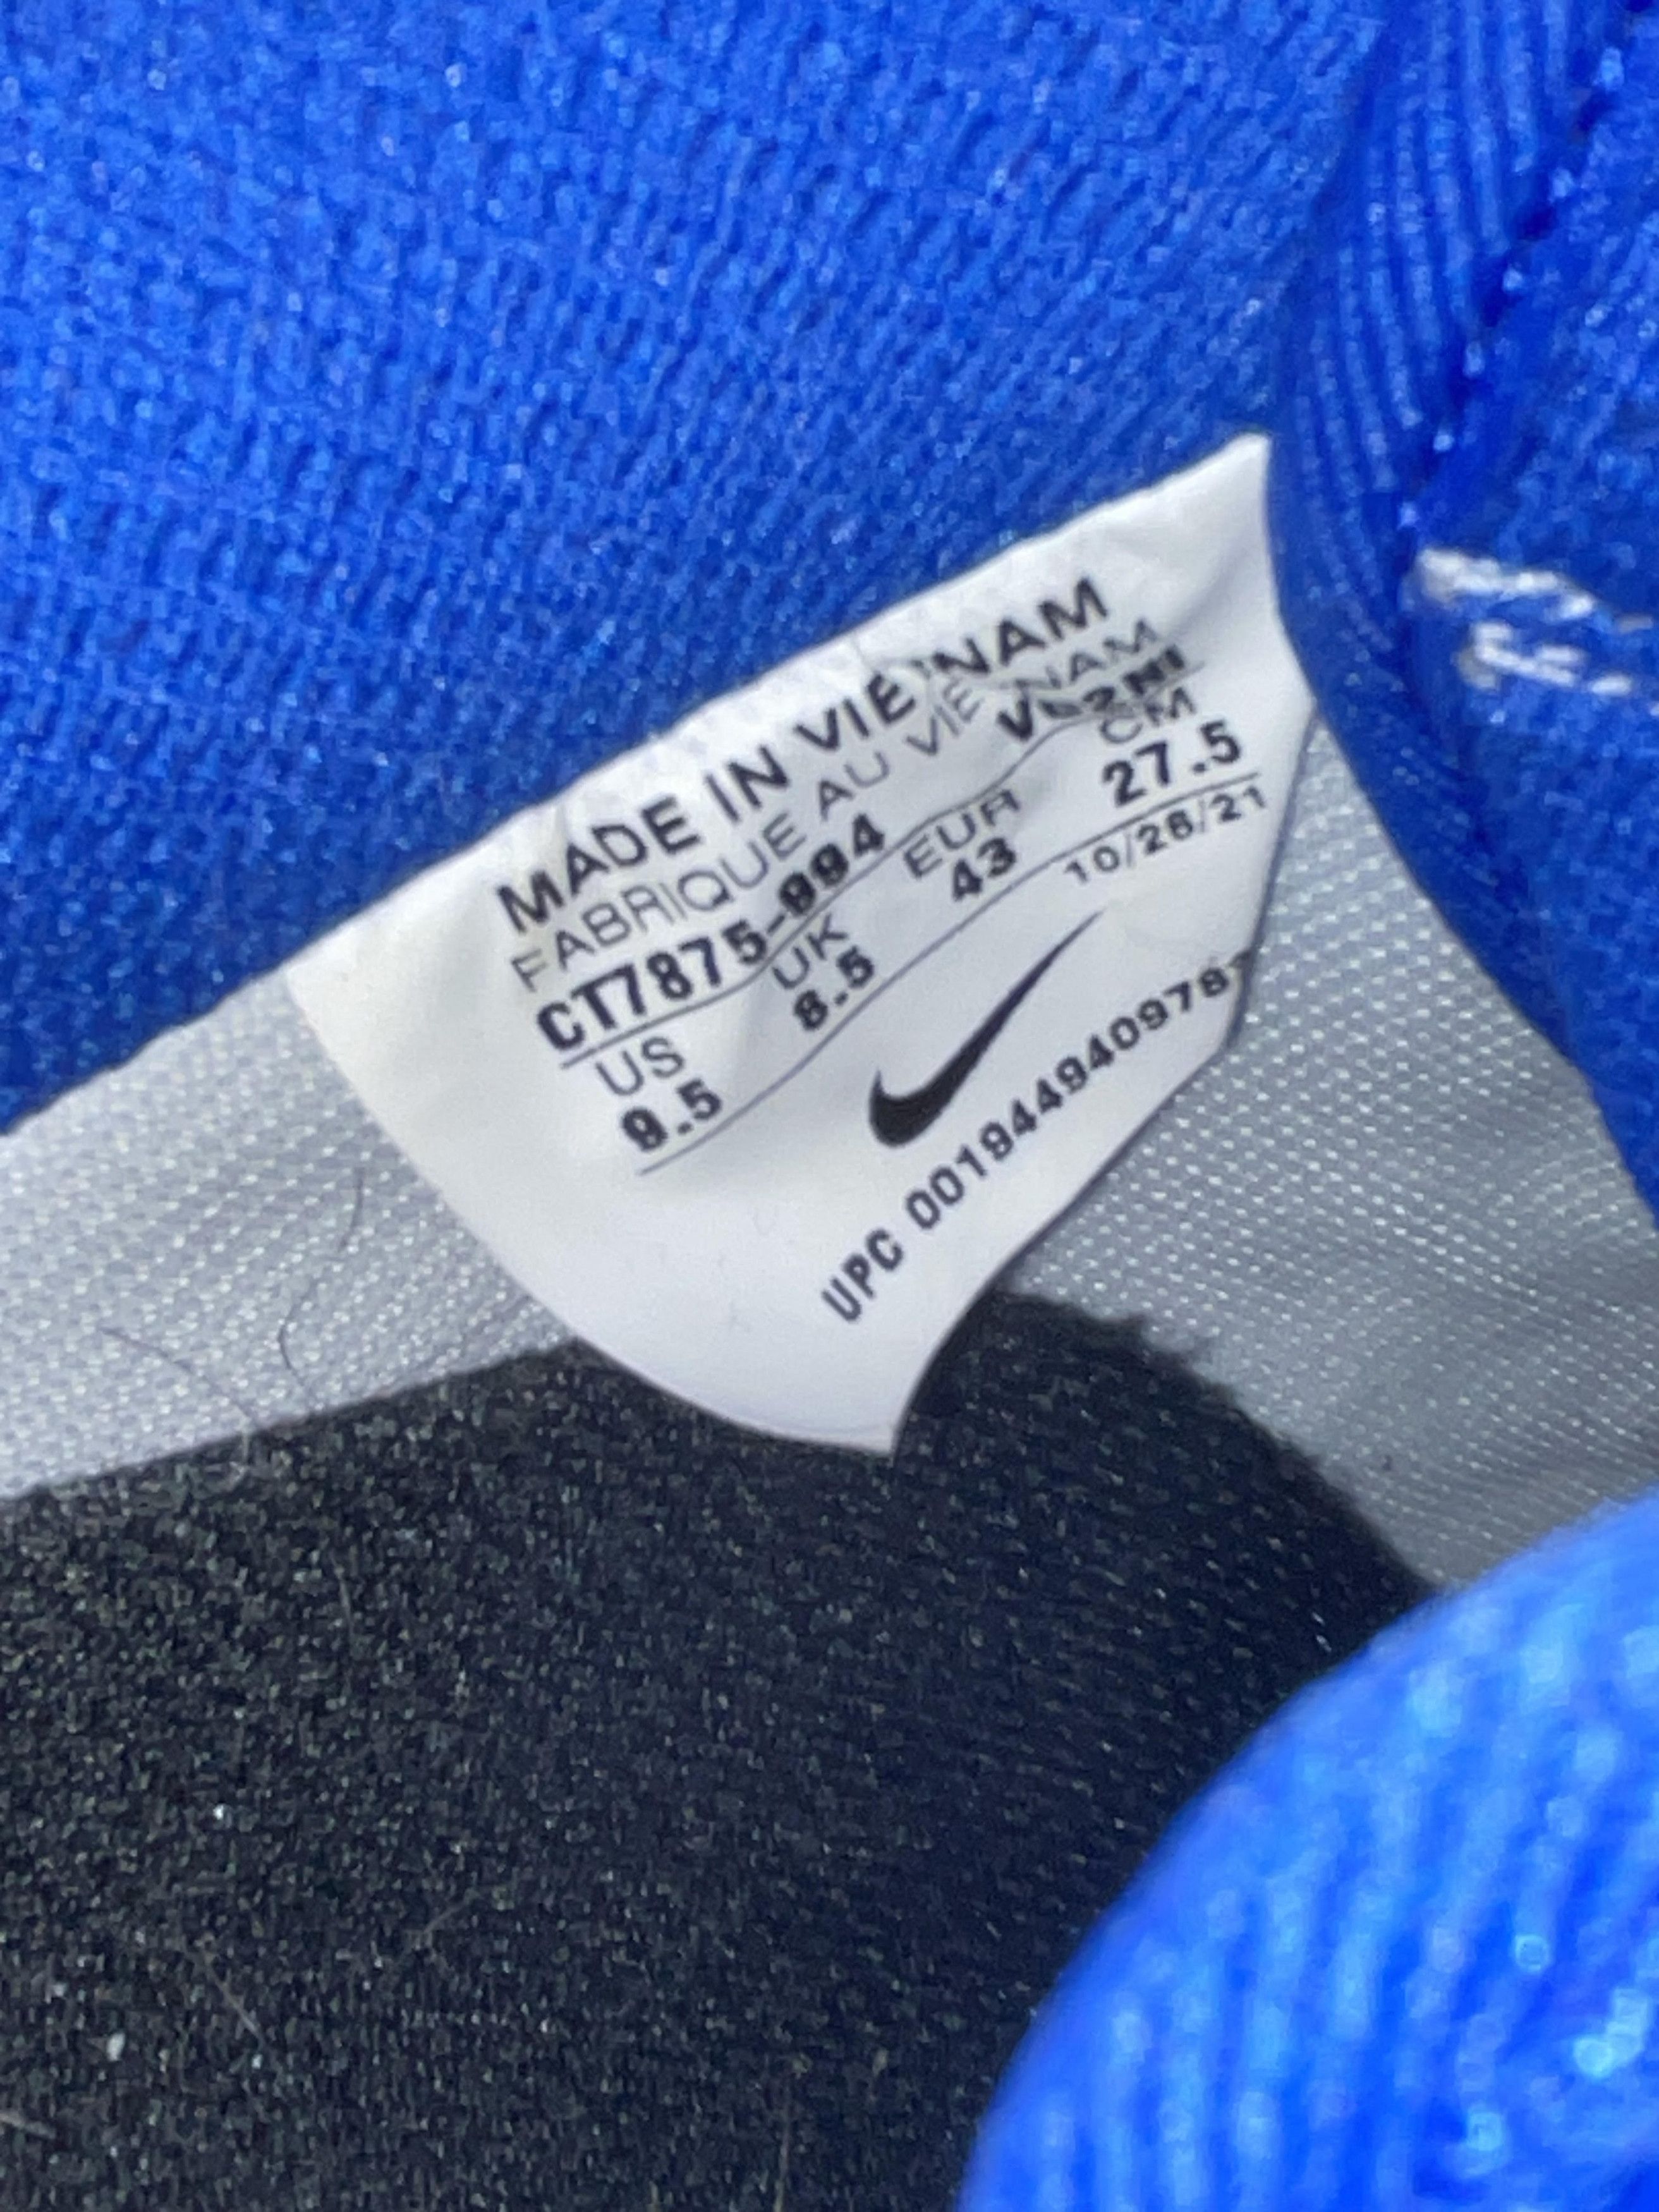 MADE IN VIETNAM
FABRIQUE AU VIETNAM
CT7875-994
US UK EUR CM
9.5 8.5 43 27.5
10/26/21
UPC 0019449409787